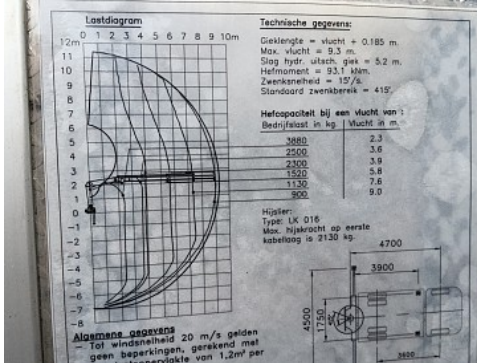 Lastdiagram
0 1 2 3 4 5 6 7 8 9 10m
12m
11
10
9
8
7
6
5
4
3
2
1
0
-1
-2
-3
-4
-5
-6
-7
-8
Technische gegevens:
Gieklengte = vlucht + 0.185 m.
Max. vlucht = 9.3 m.
Slag hydr. uitsch. giek = 5.2 m.
Hefmoment = 93.1 kNm.
Zwenksnelheid = 15°/s.
Standaard zwenkbereik = 415°.
Hefcapaciteit bij een vlucht van :
Bedrijfslast in kg. Vlucht in m.
3880 2.3
2500 3.6
2300 3.9
1520 5.8
1130 7.6
900 9.0
Hijslier:
Type: LK 016
Max. hijskracht op eerste
kabellaag is 2130 kg.
4700
3900
4500
1750
3600
Algemene gegevens
- Tot windsnelheid 20 m/s gelden
geen beperkingen, gerekend met
van 1,2m² per